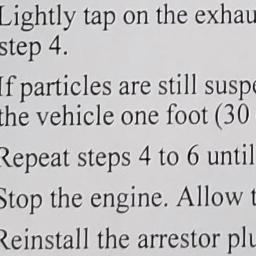 Lightly tap on the exhau
step 4.
If particles are still suspe
the vehicle one foot (30
Repeat steps 4 to 6 until
Stop the engine. Allow t
Reinstall the arrestor plu